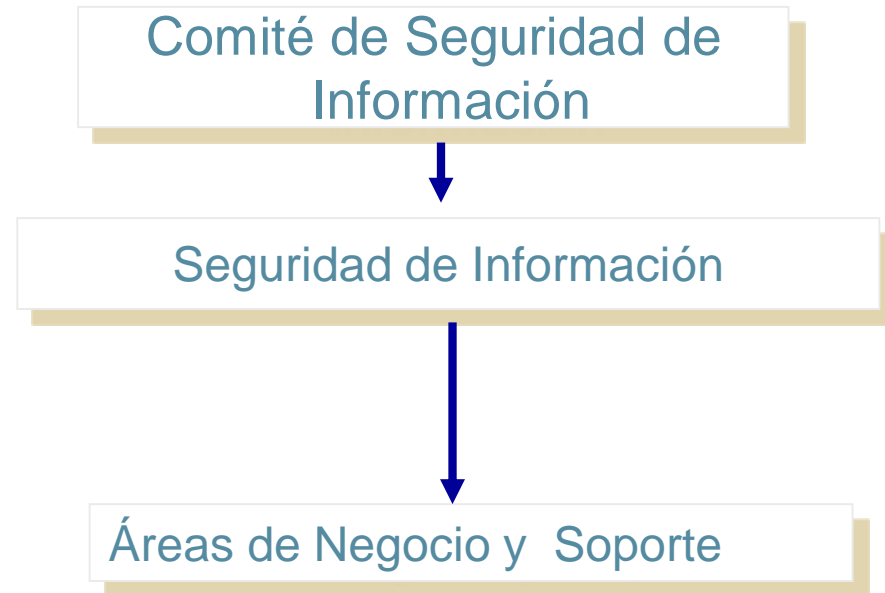 Comité de Seguridad de
Información
Seguridad de Información
Áreas de Negocio y  Soporte